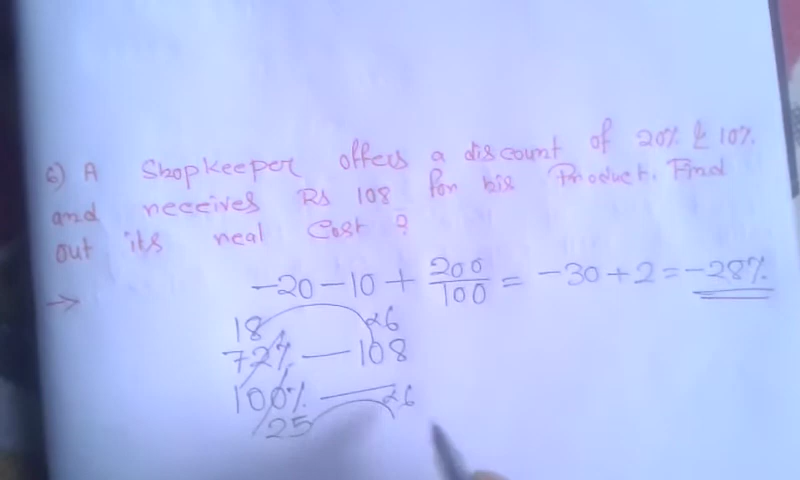 6) A Shopkeeper offers a discount of 20% & 10%
and receives Rs 108 for his Product. Find
out its real Cost ?
→ -20-10+ 200/100 = -30+2=-28%
18 ×6
72% — 108
100% — ×6
25